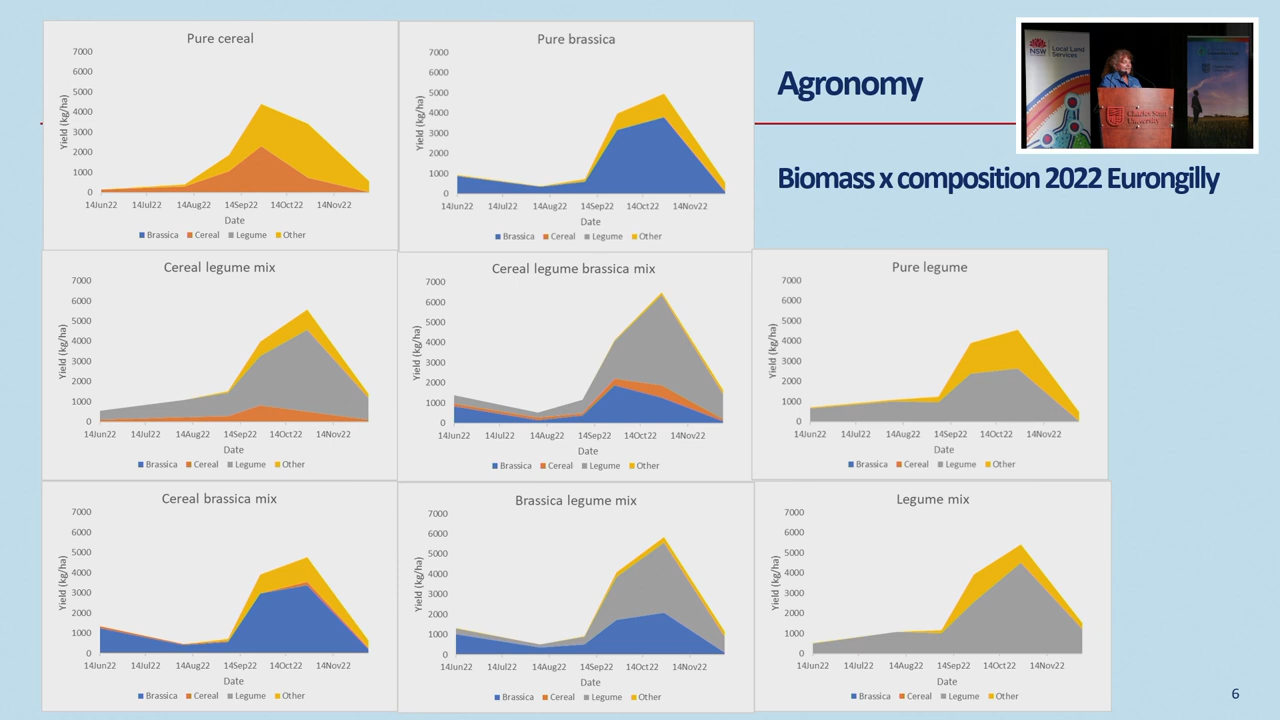 Agronomy
Biomass x composition 2022 Eurongilly
NSW
Local Land
Services
Charles Sturt
University
Pure cereal
Yield (kg/ha)
7000
6000
5000
4000
3000
2000
1000
0
14Jun22 14Jul22 14Aug22 14Sep22 14Oct22 14Nov22
Date
Brassica Cereal Legume Other
Pure brassica
Yield (kg/ha)
7000
6000
5000
4000
3000
2000
1000
0
14Jun22 14Jul22 14Aug22 14Sep22 14Oct22 14Nov22
Date
Brassica Cereal Legume Other
Cereal legume mix
Yield (kg/ha)
7000
6000
5000
4000
3000
2000
1000
0
14Jun22 14Jul22 14Aug22 14Sep22 14Oct22 14Nov22
Date
Brassica Cereal Legume Other
Cereal legume brassica mix
Yield (kg/ha)
7000
6000
5000
4000
3000
2000
1000
0
14Jun22 14Jul22 14Aug22 14Sep22 14Oct22 14Nov22
Date
Brassica Cereal Legume Other
Pure legume
Yield (kg/ha)
7000
6000
5000
4000
3000
2000
1000
0
14Jun22 14Jul22 14Aug22 14Sep22 14Oct22 14Nov22
Date
Brassica Cereal Legume Other
Cereal brassica mix
Yield (kg/ha)
7000
6000
5000
4000
3000
2000
1000
0
14Jun22 14Jul22 14Aug22 14Sep22 14Oct22 14Nov22
Date
Brassica Cereal Legume Other
Brassica legume mix
Yield (kg/ha)
7000
6000
5000
4000
3000
2000
1000
0
14Jun22 14Jul22 14Aug22 14Sep22 14Oct22 14Nov22
Date
Brassica Cereal Legume Other
Legume mix
Yield (kg/ha)
7000
6000
5000
4000
3000
2000
1000
0
14Jun22 14Jul22 14Aug22 14Sep22 14Oct22 14Nov22
Date
Brassica Cereal Legume Other
6